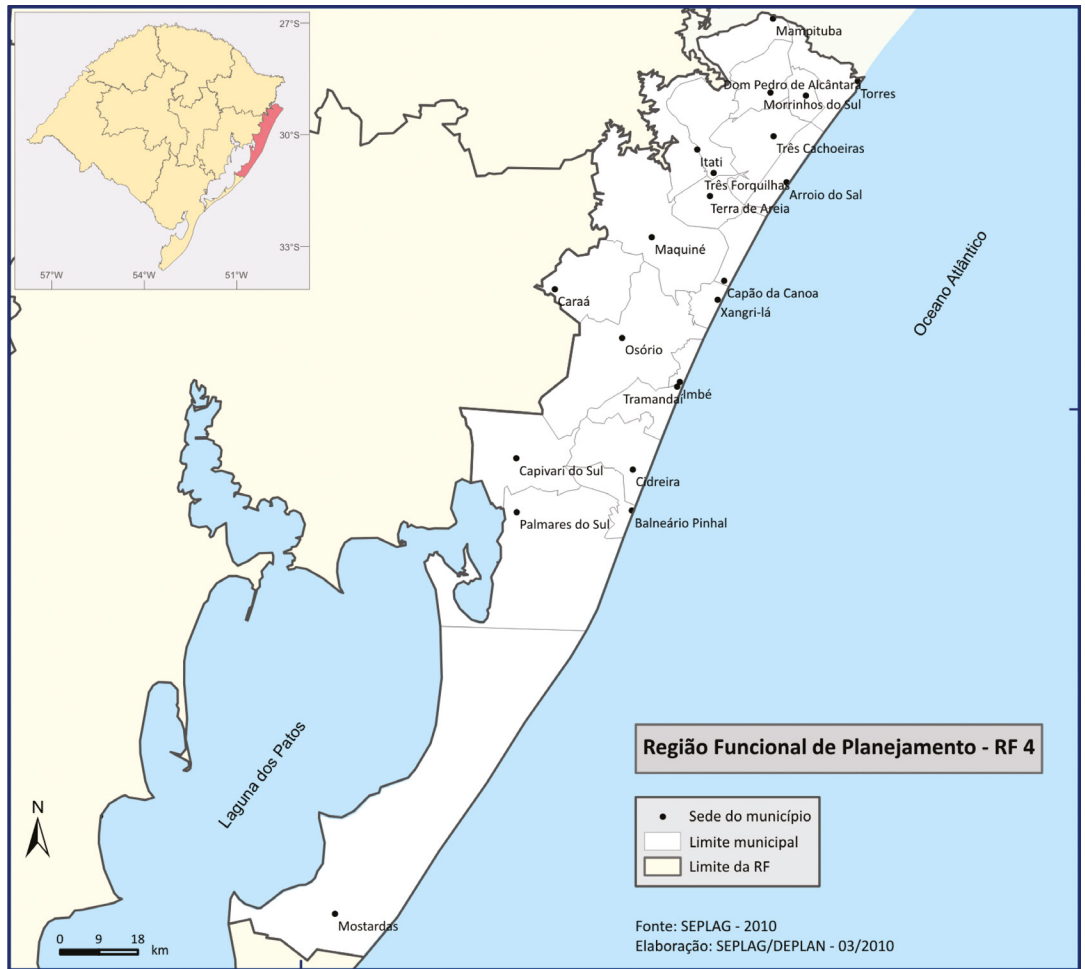 27°S
30°S
33°S
57°W
54°W
51°W
Mampituba
Dom Pedro de Alcântara
Torres
Morrinhos do Sul
Três Cachoeiras
Itati
Três Forquilhas
Arroio do Sal
Terra de Areia
Maquiné
Capão da Canoa
Caraá
Xangri-lá
Osório
Imbé
Tramandaí
Capivari do Sul
Cidreira
Palmares do Sul
Balneário Pinhal
Oceano Atlântico
Laguna dos Patos
Mostardas
N
0 9 18
km
Região Funcional de Planejamento - RF 4
Sede do município
Limite municipal
Limite da RF
Fonte: SEPLAG - 2010
Elaboração: SEPLAG/DEPLAN - 03/2010